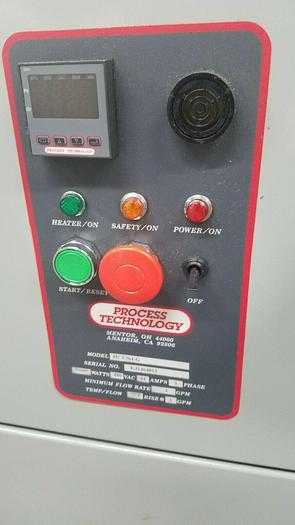 PROCESS TECHNOLOGY
HEATER/ON SAFETY/ON POWER/ON
START/RESET OFF
PROCESS
TECHNOLOGY
MENTOR, OH 44060
ANAHEIM, CA 92806
MODEL
SERIAL NO.
WATTS VAC AMPS PHASE
MINIMUM FLOW RATE GPM
TEMP/FLOW RISE@ GPM